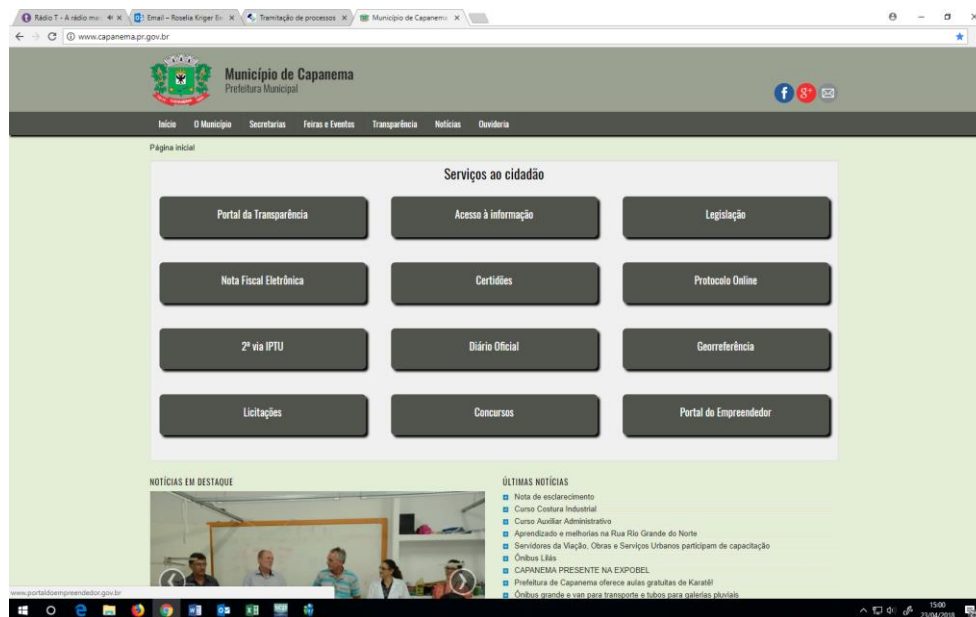 Rádio T - A rádio ma
Email – Roselia Kriger Be
Tramitação de processos
Município de Capanema
www.capanema.pr.gov.br
Município de Capanema
Prefeitura Municipal
Início O Município Secretarias Feiras e Eventos Transparência Notícias Ouvidoria
Página inicial
Serviços ao cidadão
Portal da Transparência Acesso à informação Legislação
Nota Fiscal Eletrônica Certidões Protocolo Online
2ª via IPTU Diário Oficial Georreferência
Licitações Concursos Portal do Empreendedor
NOTÍCIAS EM DESTAQUE
ÚLTIMAS NOTÍCIAS
Nota de esclarecimento
Curso Costura Industrial
Curso Auxiliar Administrativo
Aprendizado e melhorias na Rua Rio Grande do Norte
Servidores da Viação, Obras e Serviços Urbanos participam de capacitação
Ônibus Lilás
CAPANEMA PRESENTE NA EXPOBEL
Prefeitura de Capanema oferece aulas gratuitas de Karatê!
Ônibus grande e van para transporte e tubos para galerias pluviais
www.portaldoempreendedor.gov.br
15:00
23/04/2018